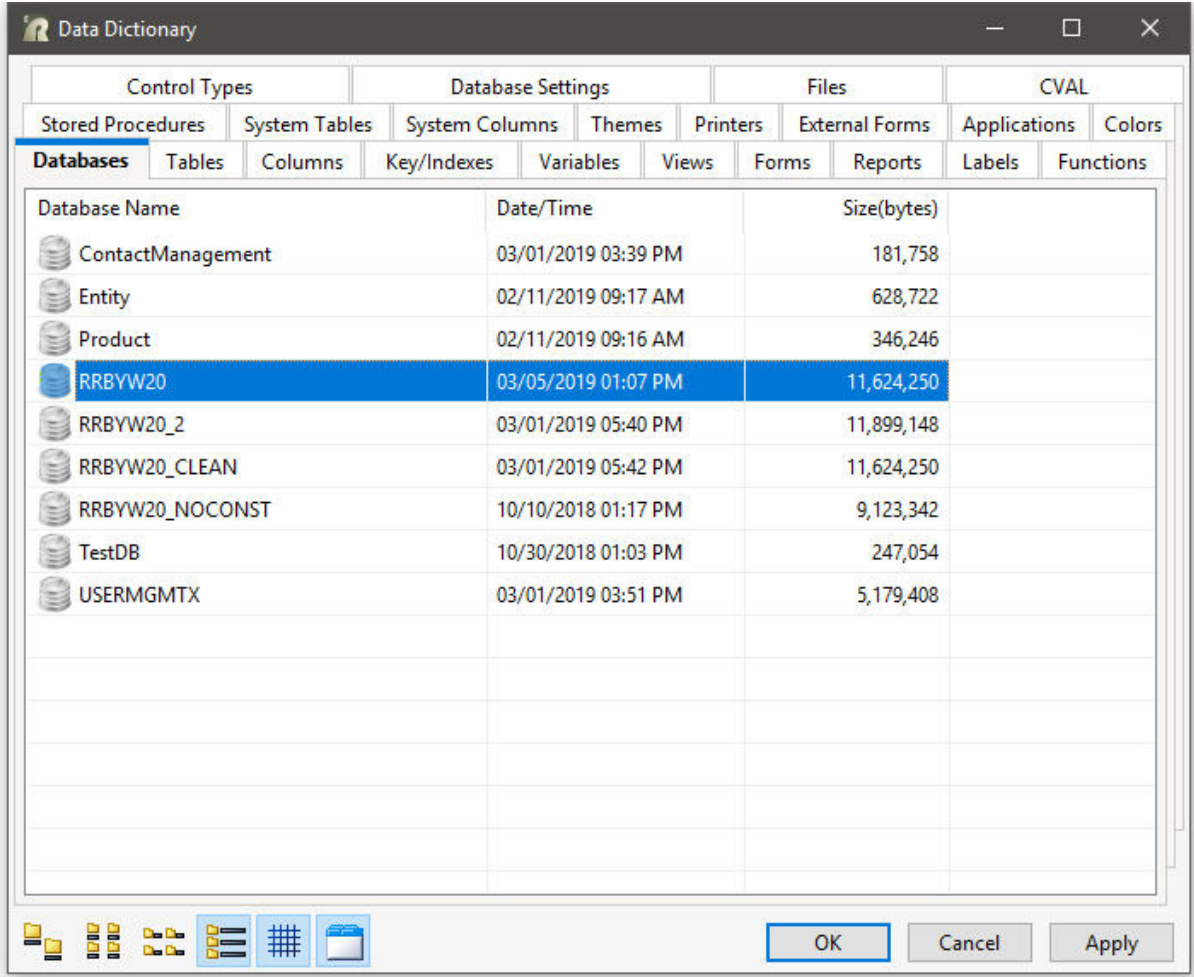 Data Dictionary
Control Types Database Settings Files CVAL
Stored Procedures System Tables System Columns Themes Printers External Forms Applications Colors
Databases Tables Columns Key/Indexes Variables Views Forms Reports Labels Functions
Database Name Date/Time Size(bytes)
ContactManagement 03/01/2019 03:39 PM 181,758
Entity 02/11/2019 09:17 AM 628,722
Product 02/11/2019 09:16 AM 346,246
RRBYW20 03/05/2019 01:07 PM 11,624,250
RRBYW20_2 03/01/2019 05:40 PM 11,899,148
RRBYW20_CLEAN 03/01/2019 05:42 PM 11,624,250
RRBYW20_NOCONST 10/10/2018 01:17 PM 9,123,342
TestDB 10/30/2018 01:03 PM 247,054
USERMGMTX 03/01/2019 03:51 PM 5,179,408
OK Cancel Apply